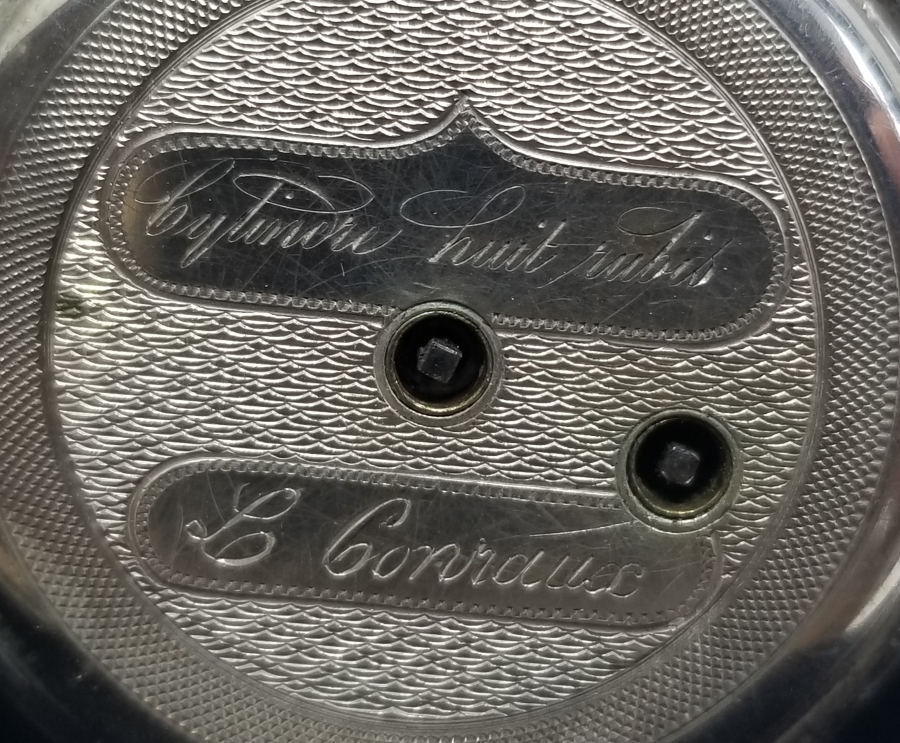 Cylindre huit rubis
L Conraux